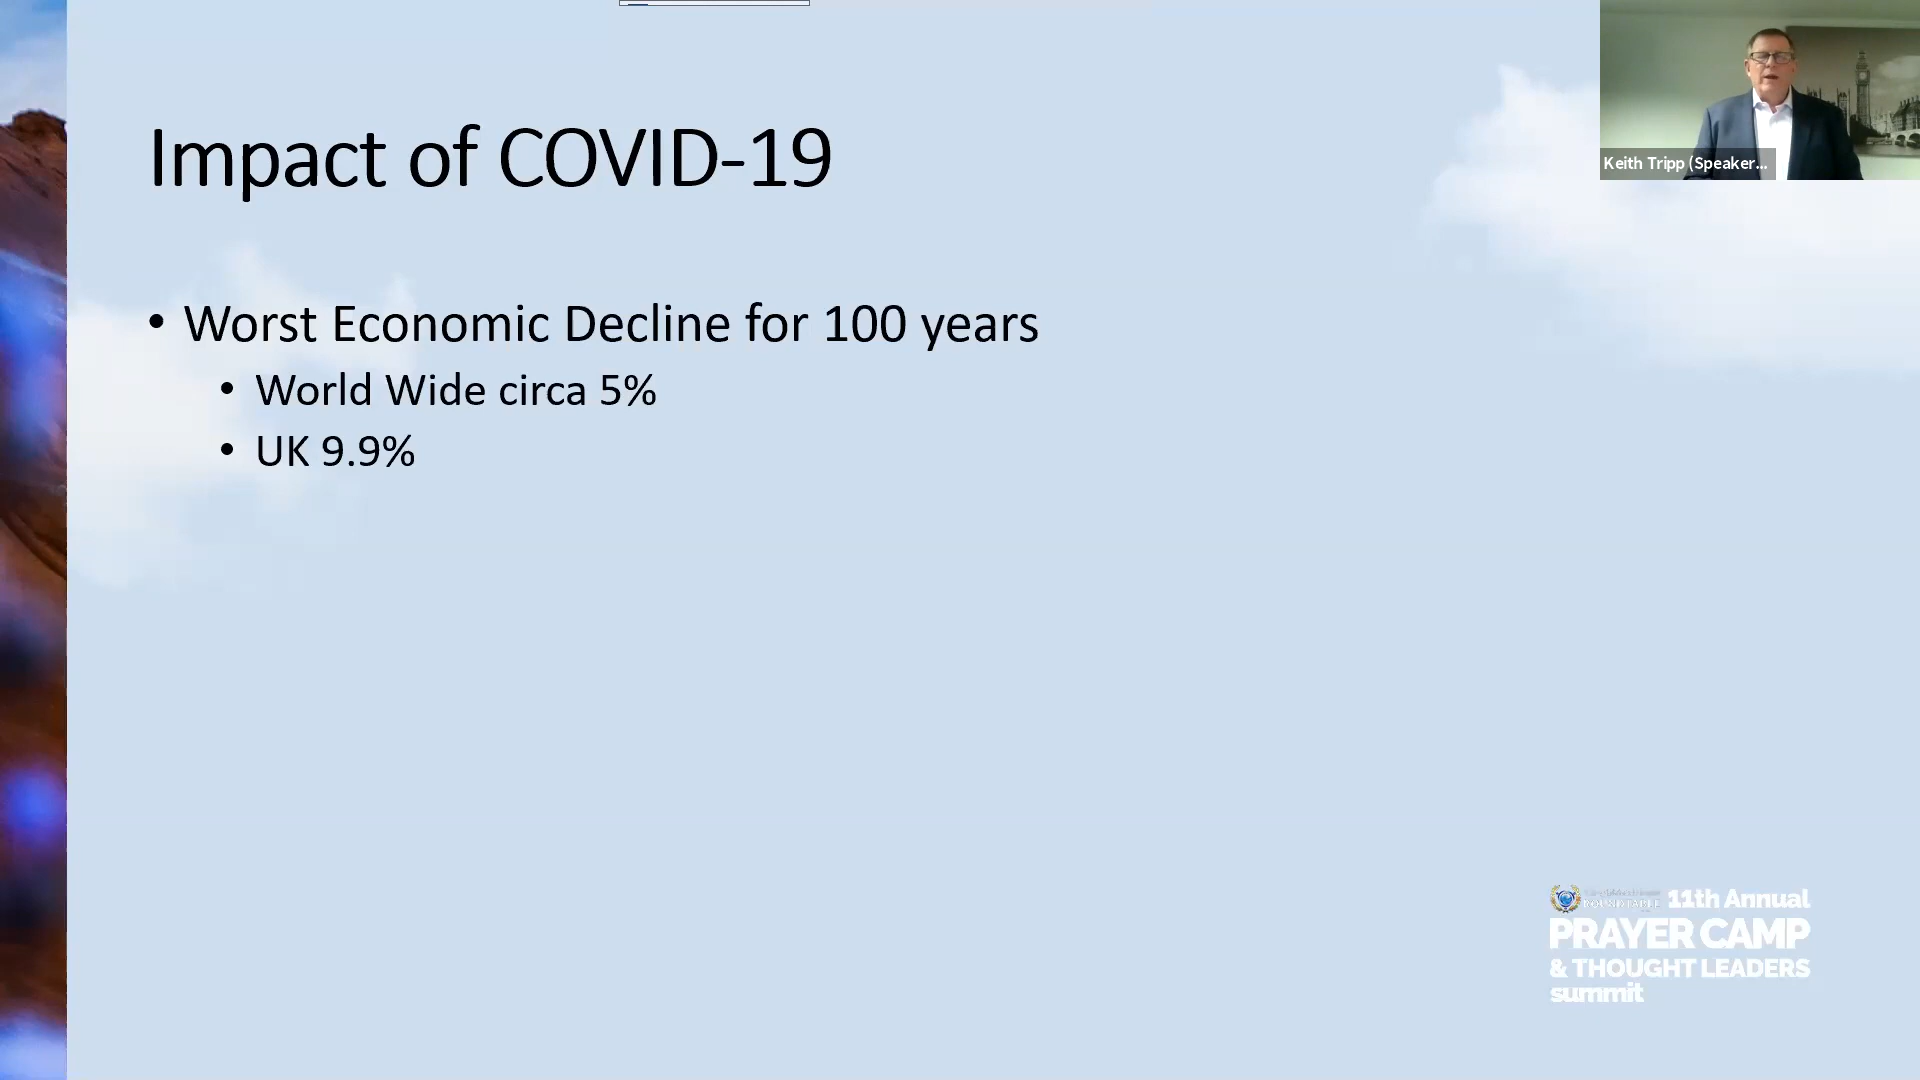 Impact of COVID-19
Keith Tripp (Speaker...
• Worst Economic Decline for 100 years
• World Wide circa 5%
• UK 9.9%
ROUNDTABLE 11th Annual
PRAYER CAMP
& THOUGHT LEADERS
summit